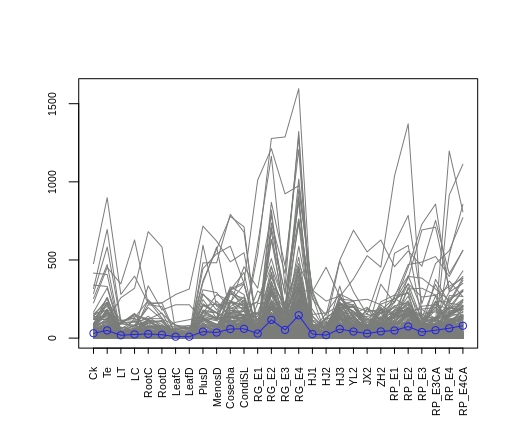 1500
1000
500
0
Ck
Te
LT
LC
RootC
RootD
LeafC
LeafD
PlusD
MenosD
Cosecha
CondiSL
RG_E1
RG_E2
RG_E3
RG_E4
HJ1
HJ2
HJ3
YL2
JX2
ZH2
RP_E1
RP_E2
RP_E3
RP_E3CA
RP_E4
RP_E4CA